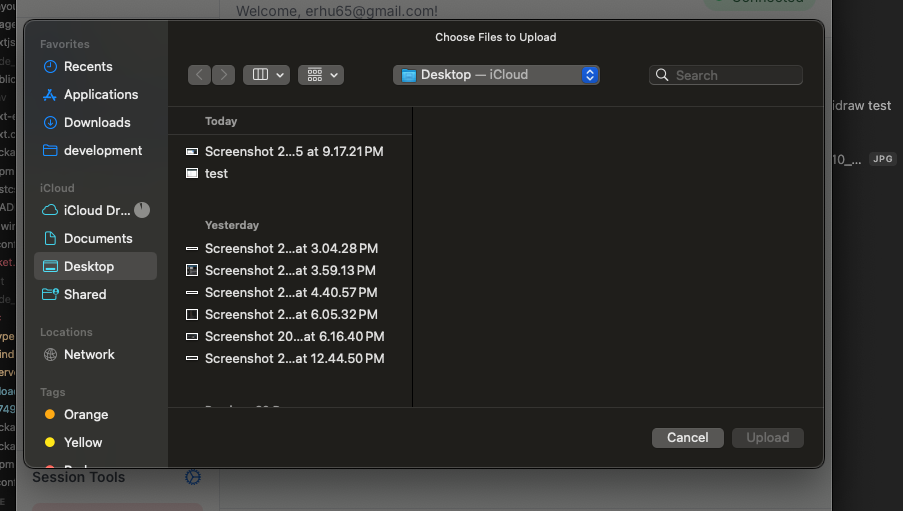 Welcome, erhu65@gmail.com!
Choose Files to Upload
Favorites
Recents
Applications
Downloads
development
iCloud
iCloud Dr...
Documents
Desktop
Shared
Locations
Network
Tags
Orange
Yellow
Desktop — iCloud
Search
Today
Screenshot 2...5 at 9.17.21 PM
test
Yesterday
Screenshot 2...at 3.04.28 PM
Screenshot 2...at 3.59.13 PM
Screenshot 2...at 4.40.57 PM
Screenshot 2...at 6.05.32 PM
Screenshot 20...at 6.16.40 PM
Screenshot 2...at 12.44.50 PM
Cancel
Upload
idraw test
10_... JPG
Session Tools